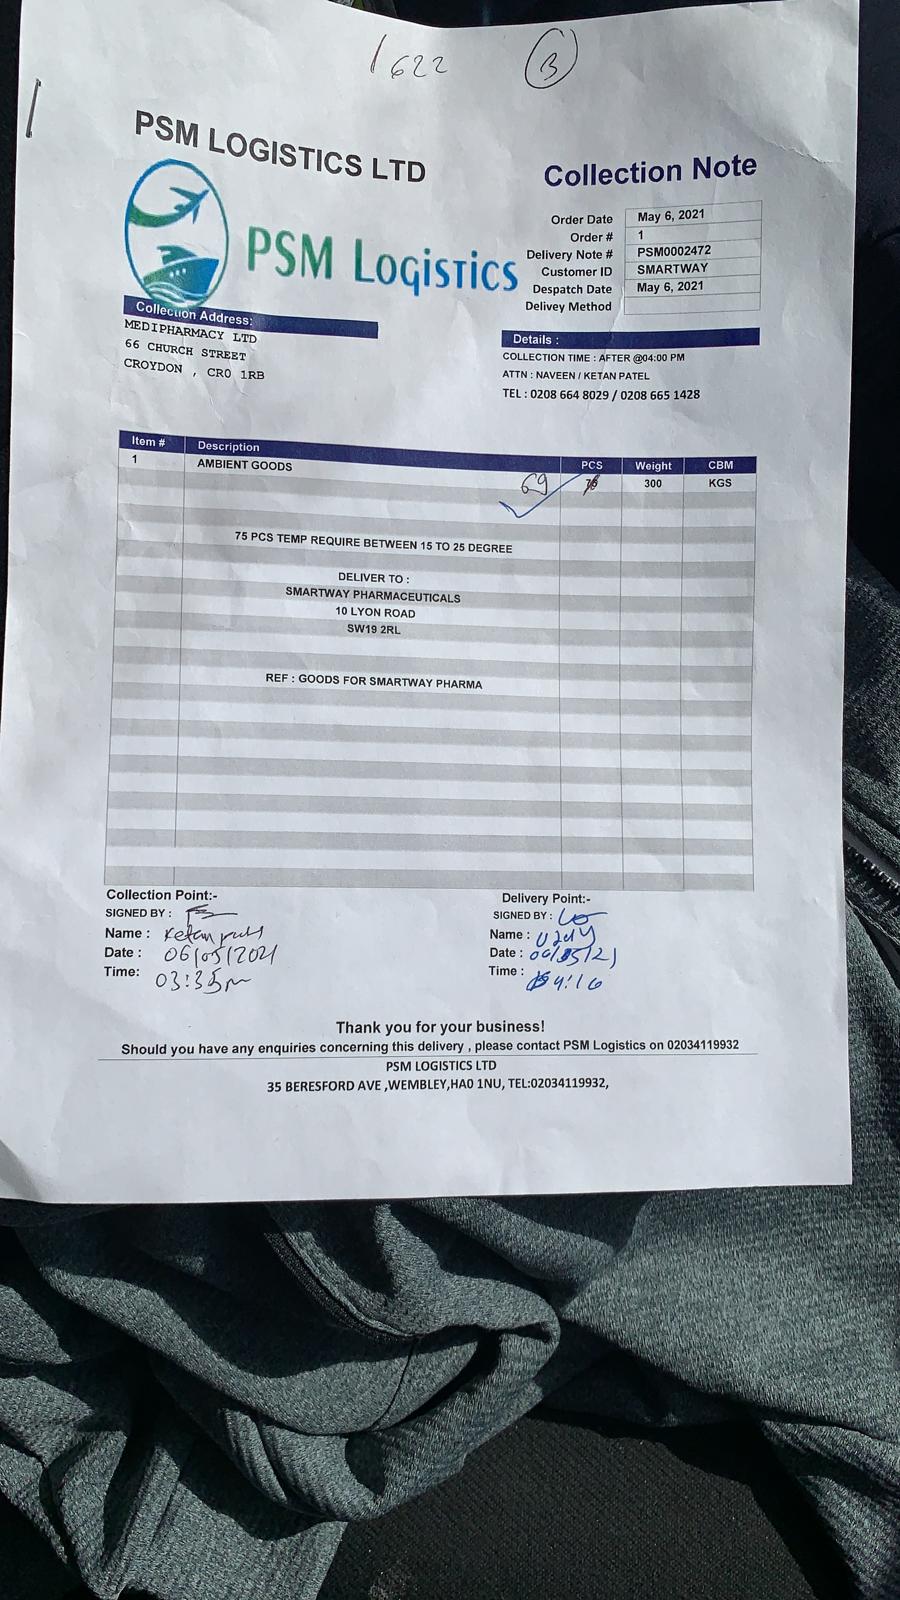 1622 B
PSM LOGISTICS LTD
PSM Logistics
Collection Note
Order Date May 6, 2021
Order # 1
Delivery Note # PSM0002472
Customer ID SMARTWAY
Despatch Date May 6, 2021
Delivey Method
Collection Address:
MEDIPHARMACY LTD
66 CHURCH STREET
CROYDON , CR0 1RB
Details :
COLLECTION TIME : AFTER @04:00 PM
ATTN : NAVEEN / KETAN PATEL
TEL : 0208 664 8029 / 0208 665 1428
Item # Description PCS Weight CBM
1 AMBIENT GOODS 69 300 KGS
75 PCS TEMP REQUIRE BETWEEN 15 TO 25 DEGREE
DELIVER TO :
SMARTWAY PHARMACEUTICALS
10 LYON ROAD
SW19 2RL
REF : GOODS FOR SMARTWAY PHARMA
Collection Point:-
SIGNED BY :
Name : Ketan
Date : 06/05/2021
Time: 03:35pm
Delivery Point:-
SIGNED BY :
Name :
Date : 06/05/21
Time : 4:16
Thank you for your business!
Should you have any enquiries concerning this delivery , please contact PSM Logistics on 02034119932
PSM LOGISTICS LTD
35 BERESFORD AVE ,WEMBLEY,HA0 1NU, TEL:02034119932,